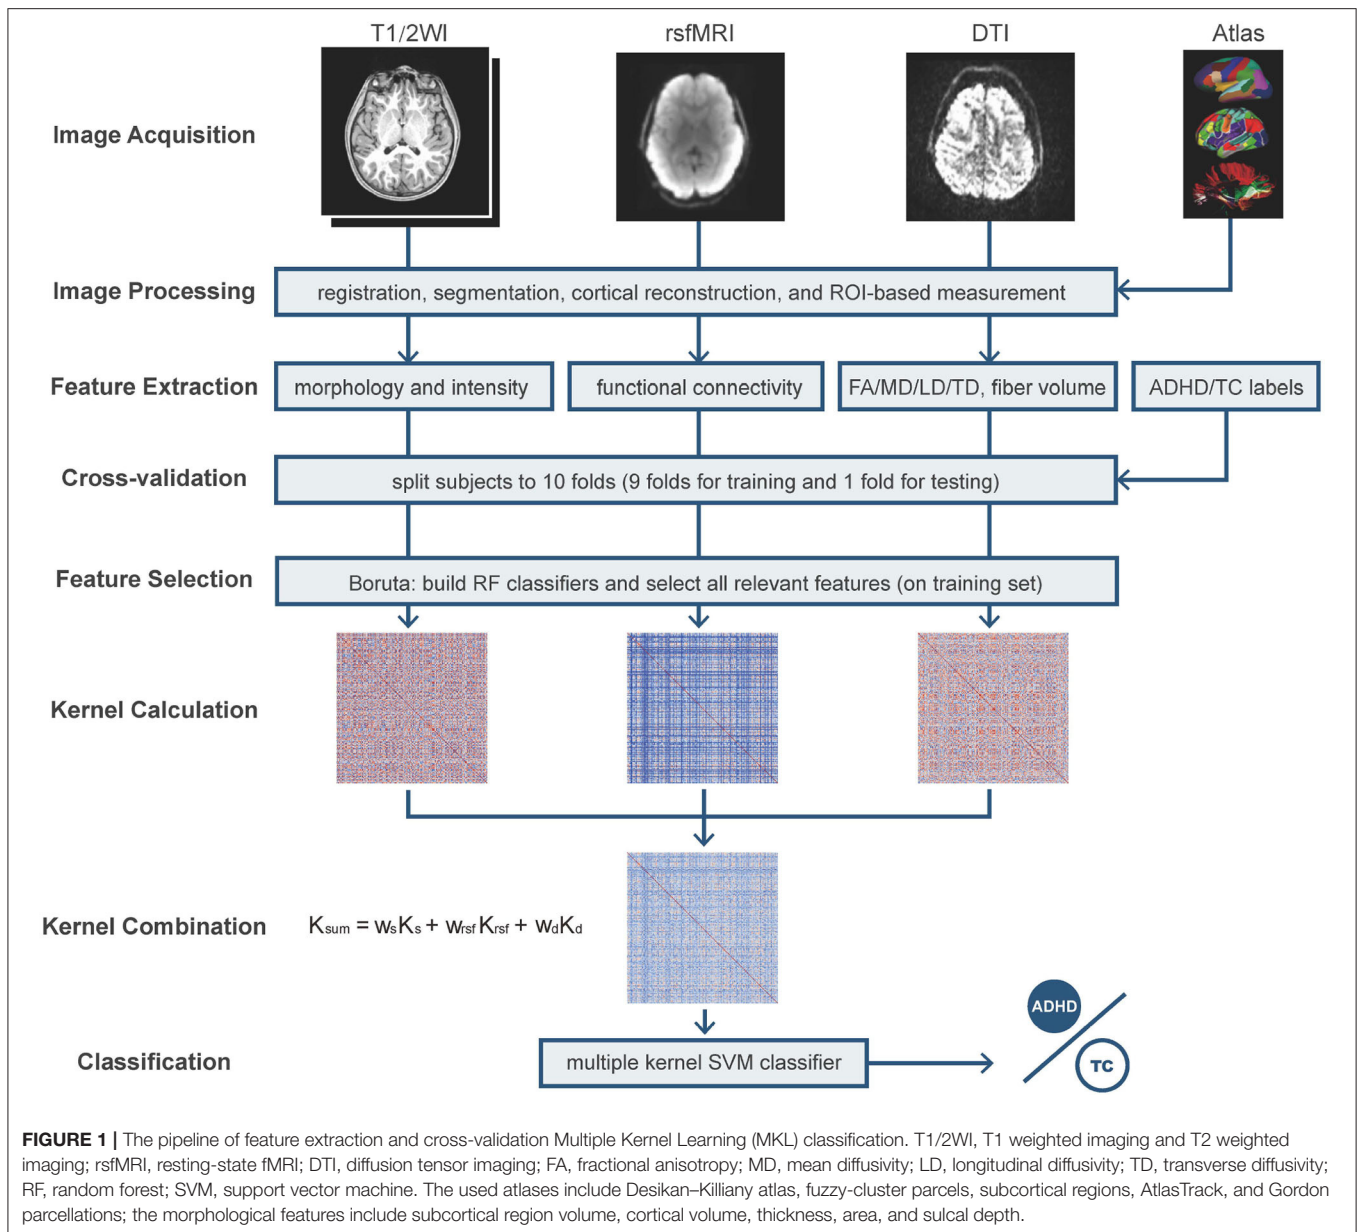 T1/2WI
rsfMRI
DTI
Atlas
Image Acquisition
Image Processing
registration, segmentation, cortical reconstruction, and ROI-based measurement
Feature Extraction
morphology and intensity
functional connectivity
FA/MD/LD/TD, fiber volume
ADHD/TC labels
Cross-validation
split subjects to 10 folds (9 folds for training and 1 fold for testing)
Feature Selection
Boruta: build RF classifiers and select all relevant features (on training set)
Kernel Calculation
Kernel Combination
Ksum = wsKs + wrsfKrsf + wdKd
Classification
multiple kernel SVM classifier
ADHD
TC
FIGURE 1 | The pipeline of feature extraction and cross-validation Multiple Kernel Learning (MKL) classification. T1/2WI, T1 weighted imaging and T2 weighted
imaging; rsfMRI, resting-state fMRI; DTI, diffusion tensor imaging; FA, fractional anisotropy; MD, mean diffusivity; LD, longitudinal diffusivity; TD, transverse diffusivity;
RF, random forest; SVM, support vector machine. The used atlases include Desikan–Killiany atlas, fuzzy-cluster parcels, subcortical regions, AtlasTrack, and Gordon
parcellations; the morphological features include subcortical region volume, cortical volume, thickness, area, and sulcal depth.